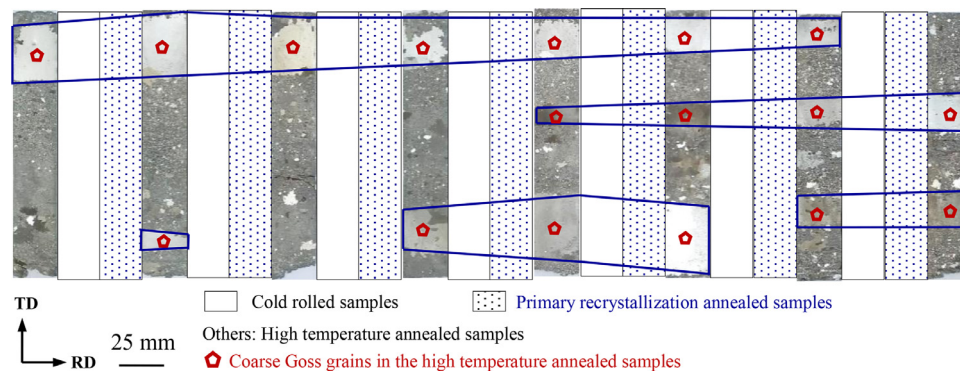 TD
RD
25 mm
Cold rolled samples
Primary recrystallization annealed samples
Others: High temperature annealed samples
Coarse Goss grains in the high temperature annealed samples